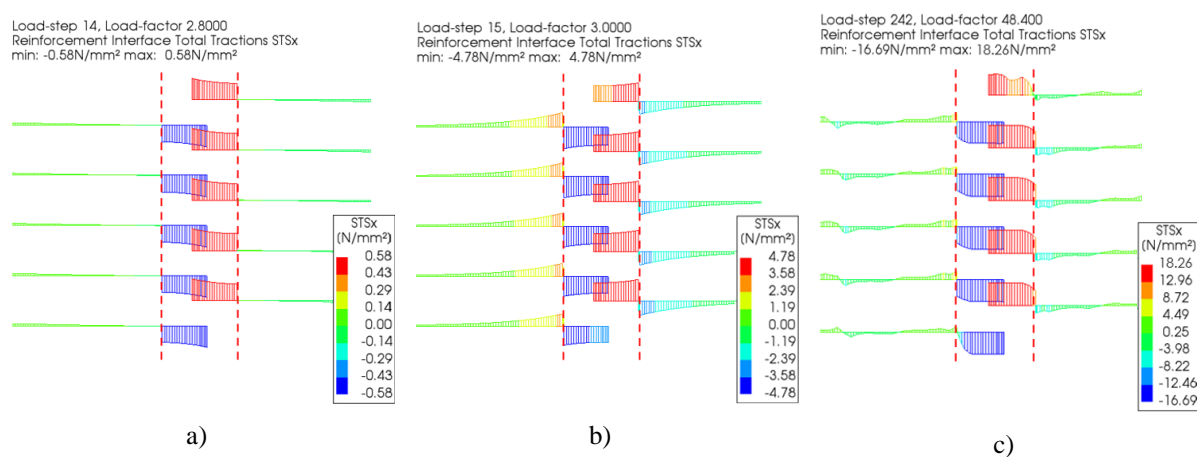 Load-step 14, Load-factor 2.8000
Reinforcement Interface Total Tractions STSx
min: -0.58N/mm² max: 0.58N/mm²
STSx
(N/mm²)
0.58
0.43
0.29
0.14
0.00
-0.14
-0.29
-0.43
-0.58
a)
Load-step 15, Load-factor 3.0000
Reinforcement Interface Total Tractions STSx
min: -4.78N/mm² max: 4.78N/mm²
STSx
(N/mm²)
4.78
3.58
2.39
1.19
0.00
-1.19
-2.39
-3.58
-4.78
b)
Load-step 242, Load-factor 48.400
Reinforcement Interface Total Tractions STSx
min: -16.69N/mm² max: 18.26N/mm²
STSx
(N/mm²)
18.26
12.96
8.72
4.49
0.25
-3.98
-8.22
-12.46
-16.69
c)